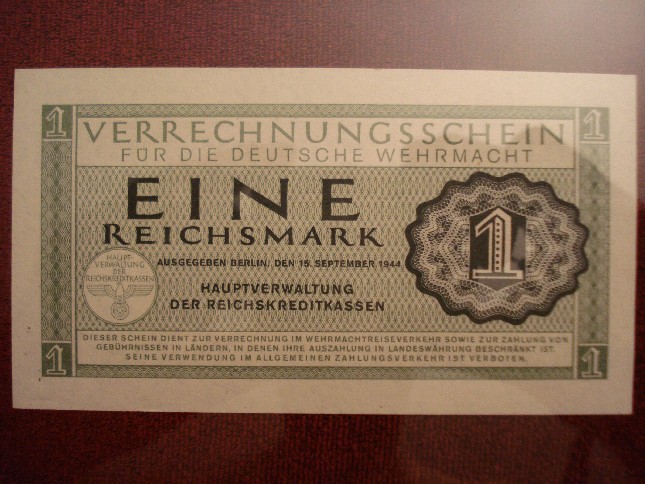 1 1
VERRECHNUNGSSCHEIN
FÜR DIE DEUTSCHE WEHRMACHT
EINE
REICHSMARK
AUSGEGEBEN BERLIN, DEN 15. SEPTEMBER 1944
HAUPTVERWALTUNG
DER REICHSKREDITKASSEN
HAUPT-
VERWALTUNG
DER
REICHSKREDITKASSEN
1
DIESER SCHEIN DIENT ZUR VERRECHNUNG IM WEHRMACHTREISEVERKEHR SOWIE ZUR ZAHLUNG VON
GEBÜHRNISSEN IN LÄNDERN, IN DENEN IHRE AUSZAHLUNG IN LANDESWÄHRUNG BESCHRÄNKT IST.
SEINE VERWENDUNG IM ALLGEMEINEN ZAHLUNGSVERKEHR IST VERBOTEN.
1 1